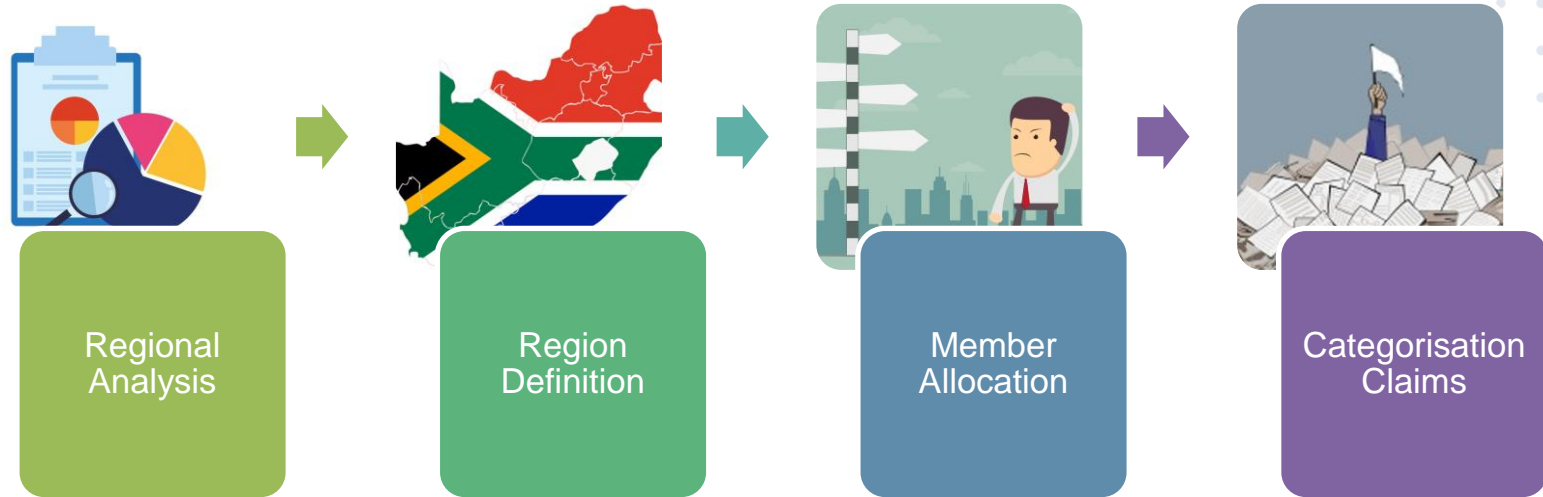 Regional
Analysis
Region
Definition
Member
Allocation
Categorisation
Claims